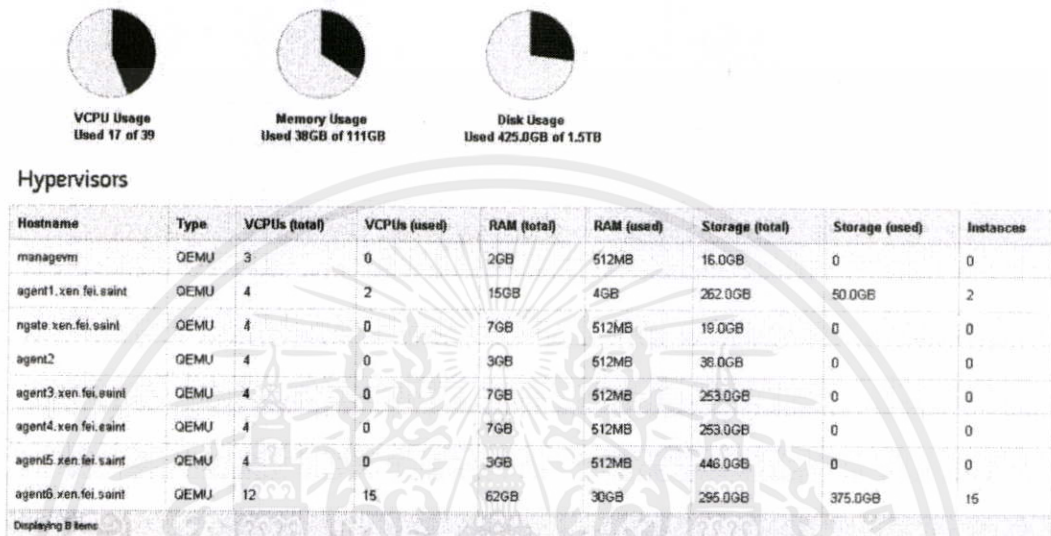 VCPU Usage
Used 17 of 39
Memory Usage
Used 38GB of 111GB
Disk Usage
Used 425.0GB of 1.5TB
Hypervisors
Hostname Type VCPUs (total) VCPUs (used) RAM (total) RAM (used) Storage (total) Storage (used) Instances
managevm QEMU 3 0 2GB 512MB 16.0GB 0 0
agent1.xen.fei.saint QEMU 4 2 15GB 4GB 262.0GB 50.0GB 2
ngate.xen.fei.saint QEMU 4 0 7GB 512MB 19.0GB 0 0
agent2 QEMU 4 0 3GB 512MB 38.0GB 0 0
agent3.xen.fei.saint QEMU 4 0 7GB 512MB 253.0GB 0 0
agent4.xen.fei.saint QEMU 4 0 7GB 512MB 253.0GB 0 0
agent5.xen.fei.saint QEMU 4 0 3GB 512MB 446.0GB 0 0
agent6.xen.fei.saint QEMU 12 15 62GB 30GB 295.0GB 375.0GB 15
Displaying 8 items